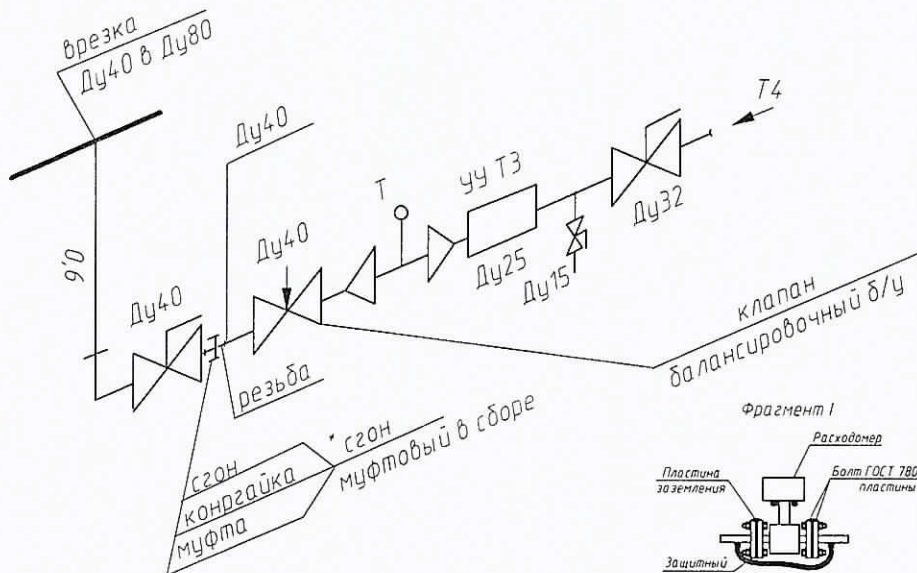 врезка
Ду40 в Ду80
Ду40
Т4
Т
УУ Т3
Ду40
Ду32
Ду25
Ду15
0,6
Ду40
клапан
балансировочный б/у
резьба
сгон
муфтовый в сборе
сгон
контргайка
муфта
Фрагмент 1
Расходомер
Пластина
заземления
Болт ГОСТ 780
пластины
Защитный